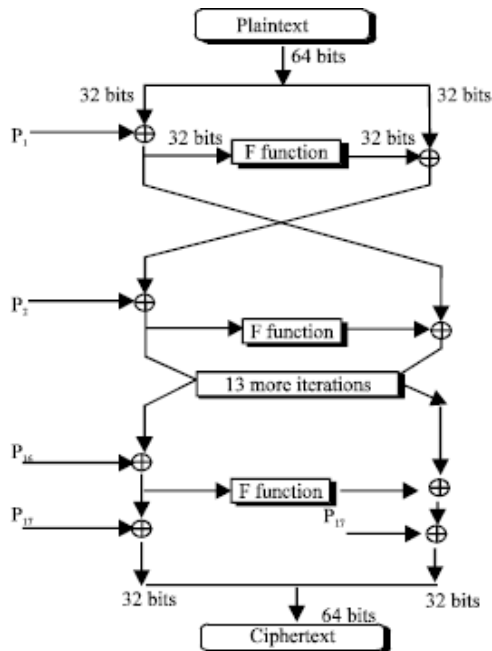 Plaintext
64 bits
32 bits
32 bits
P1
32 bits
F function
32 bits
P2
F function
13 more iterations
P16
F function
P17
P17
32 bits
32 bits
64 bits
Ciphertext